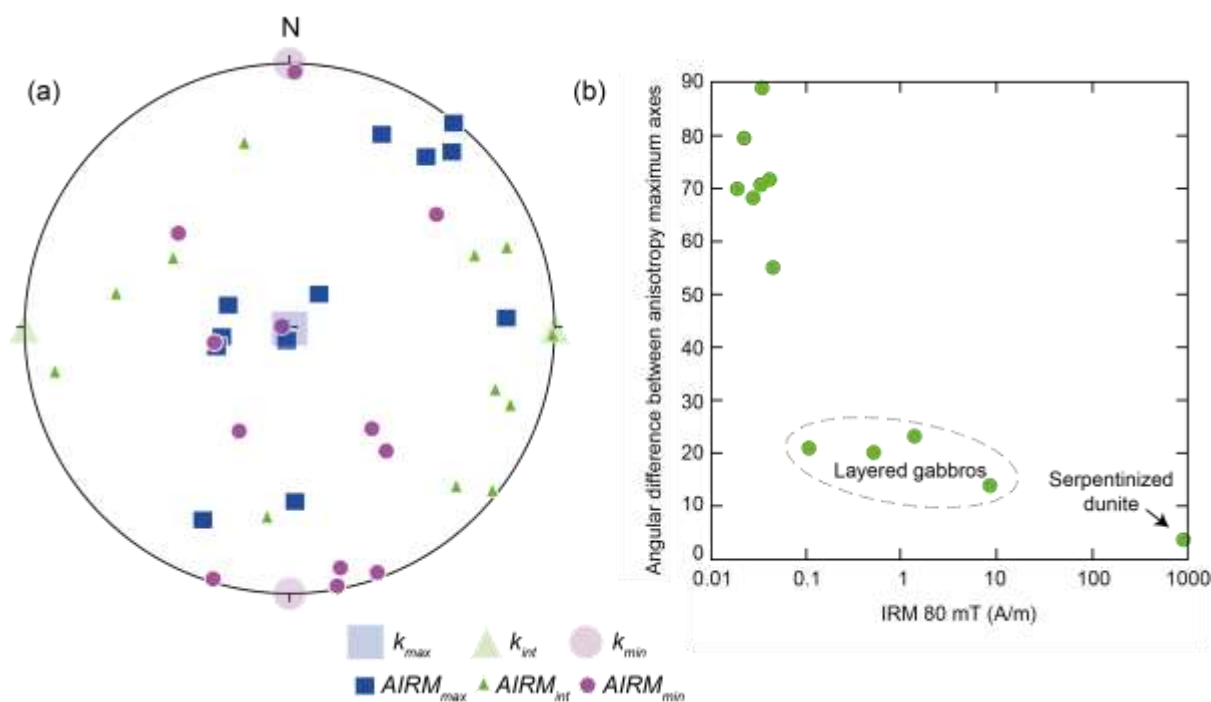 N
(a)
(b)
Angular difference between anisotropy maximum axes
90
80
70
60
50
40
30
20
10
0
Layered gabbros
Serpentinized
dunite
0.01
0.1
1
10
100
1000
IRM 80 mT (A/m)
kmax
kint
kmin
AIRMmax
AIRMint
AIRMmin